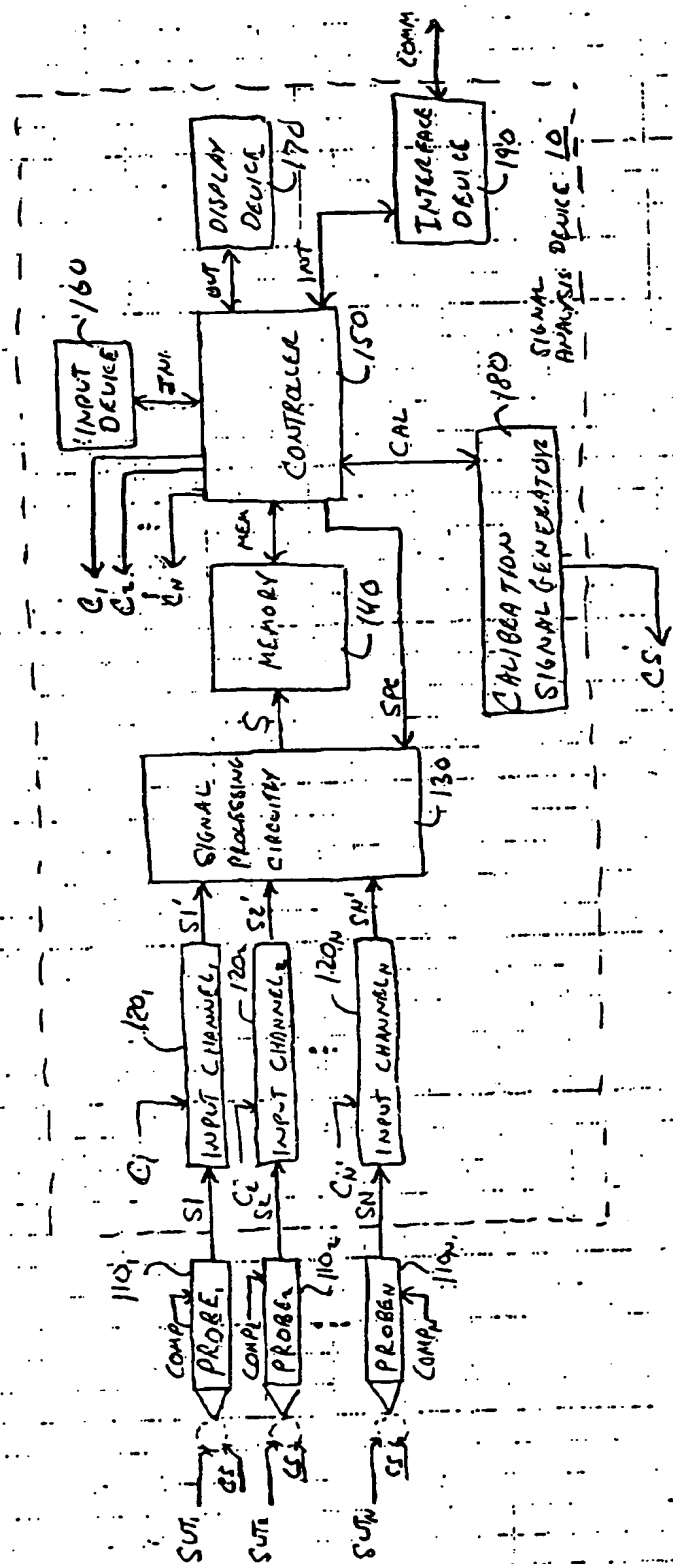 SUT1
CS
COMP1
PROBE1
1101
S1
C1
INPUT CHANNEL1
1201
S1'
SUT2
CS
COMP2
PROBE2
1102
S2
C2
INPUT CHANNEL2
1202
S2'
SUTN
CS
PROBEN
COMPN
110N
SN
CN
INPUT CHANNELN
120N
SN'
SIGNAL
PROCESSING
CIRCUITRY
130
S
SPC
MEMORY
140
MEM
C1
C2
CN
CONTROLLER
150
INPUT
DEVICE
160
OUT
DISPLAY
DEVICE
170
INT
INTERFACE
DEVICE
190
COMM
CAL
CALIBRATION
SIGNAL GENERATOR
180
CS
SIGNAL
ANALYSIS DEVICE 10